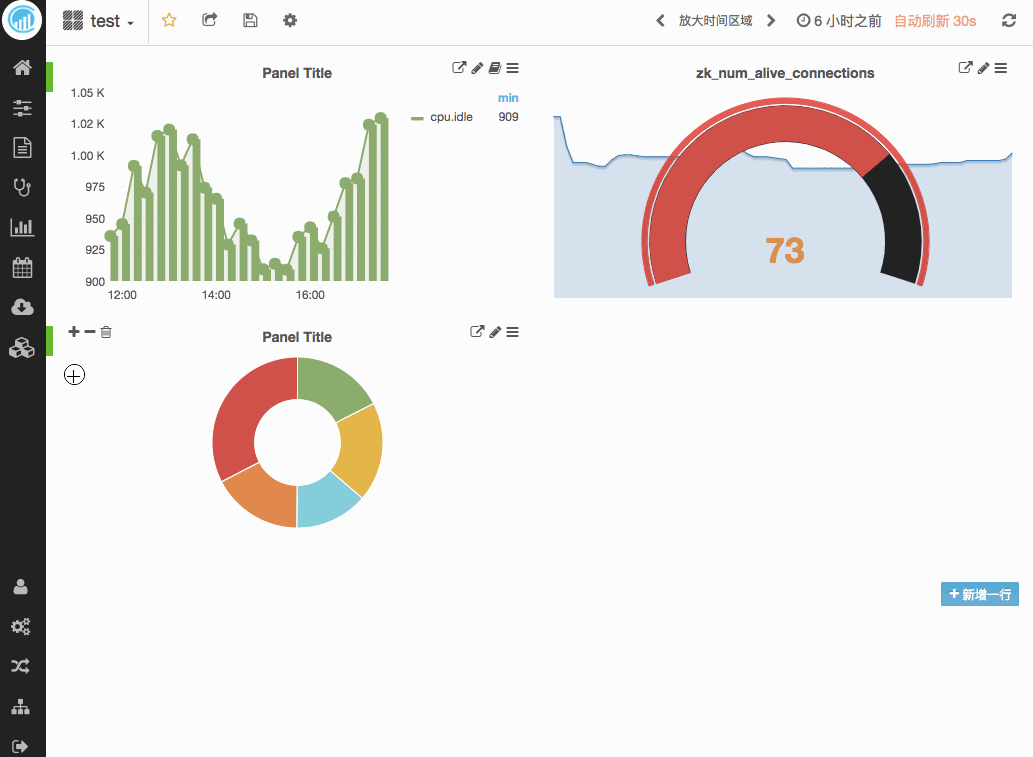 test
放大时间区域
6 小时之前
自动刷新 30s
Panel Title
1.05 K
1.02 K
1.00 K
975
950
925
900
12:00
14:00
16:00
min
cpu.idle
909
zk_num_alive_connections
73
Panel Title
新增一行